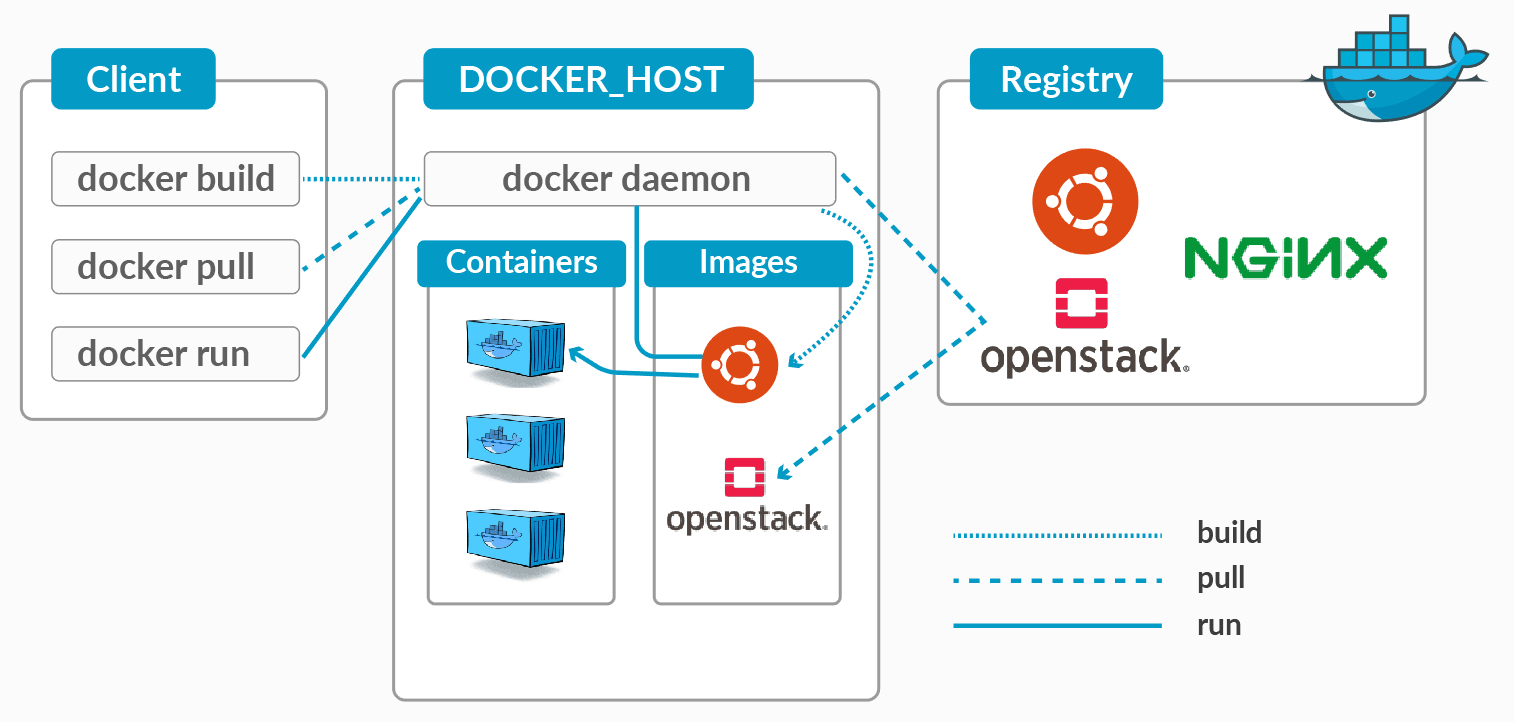 Client
docker build
docker pull
docker run
DOCKER_HOST
docker daemon
Containers
Images
openstack.
Registry
NGINX
openstack®
build
pull
run